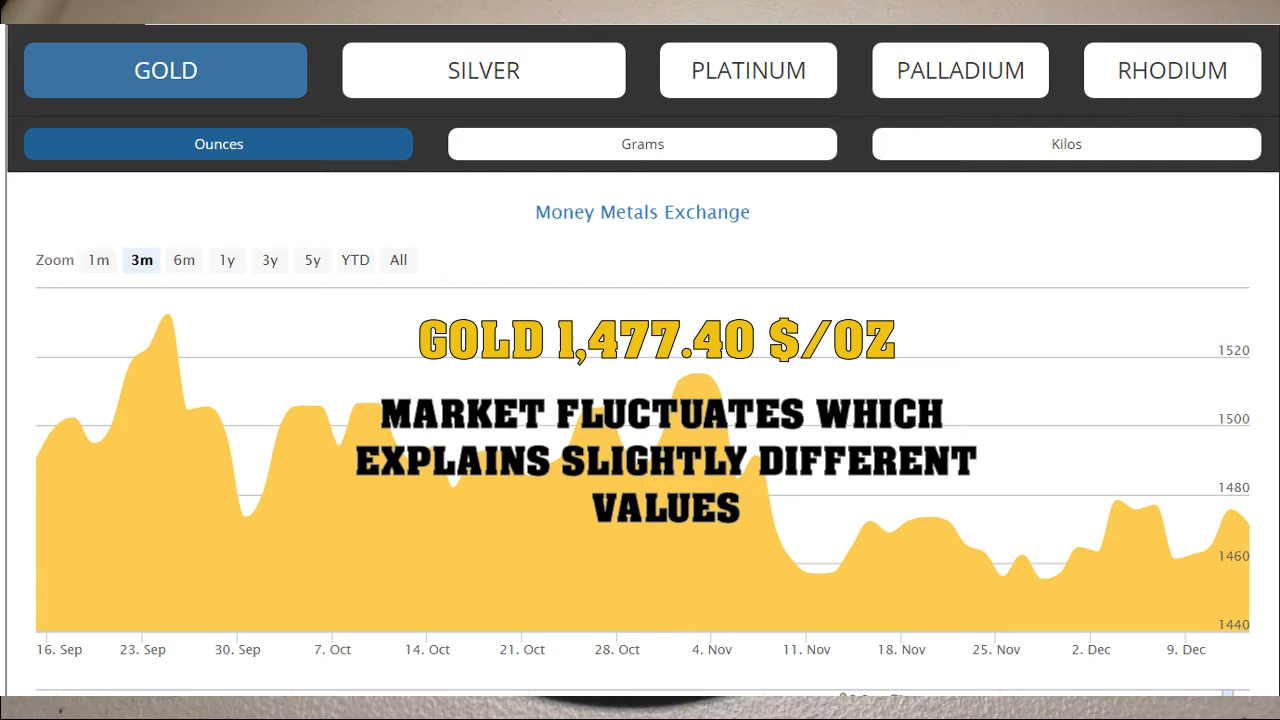 GOLD SILVER PLATINUM PALLADIUM RHODIUM
Ounces Grams Kilos
Money Metals Exchange
Zoom 1m 3m 6m 1y 3y 5y YTD All
GOLD 1,477.40 $/OZ
1520
MARKET FLUCTUATES WHICH
1500
EXPLAINS SLIGHTLY DIFFERENT
1480
VALUES
1460
1440
16. Sep 23. Sep 30. Sep 7. Oct 14. Oct 21. Oct 28. Oct 4. Nov 11. Nov 18. Nov 25. Nov 2. Dec 9. Dec